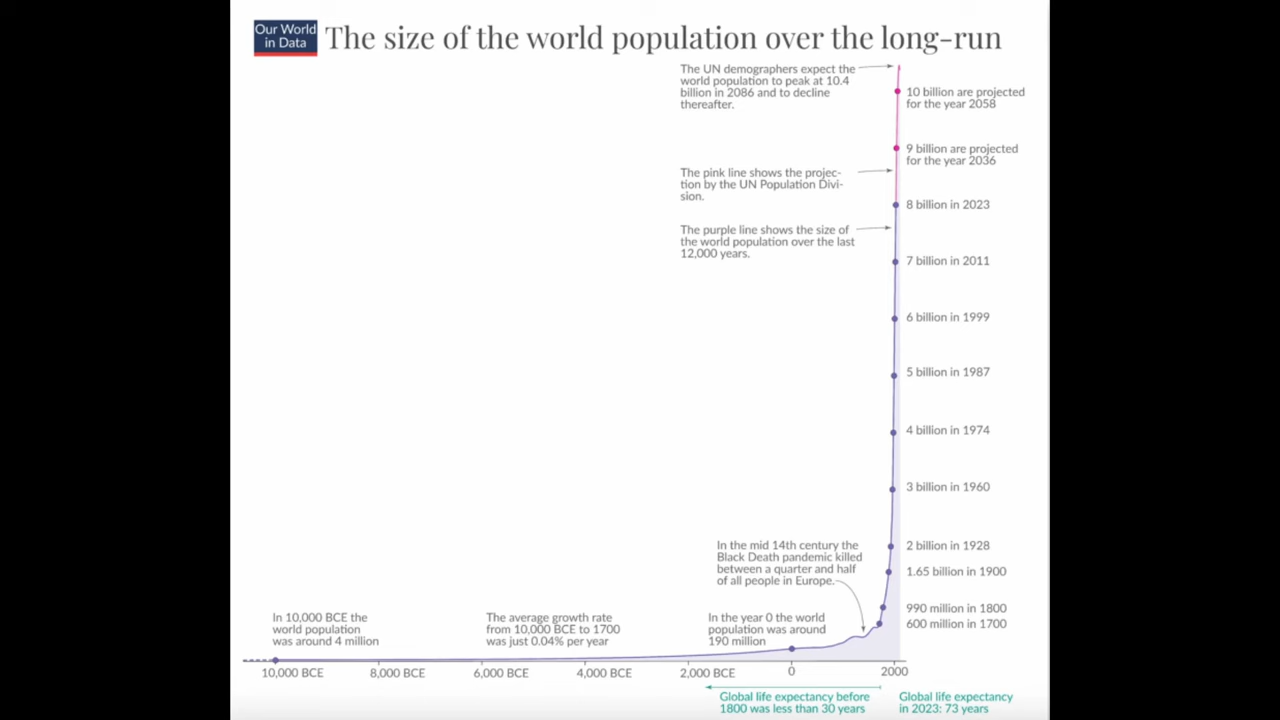 Our World
in Data
The size of the world population over the long-run
The UN demographers expect the
world population to peak at 10.4
billion in 2086 and to decline
thereafter.
10 billion are projected
for the year 2058
9 billion are projected
for the year 2036
The pink line shows the projec-
tion by the UN Population Divi-
sion.
8 billion in 2023
The purple line shows the size of
the world population over the last
12,000 years.
7 billion in 2011
6 billion in 1999
5 billion in 1987
4 billion in 1974
3 billion in 1960
2 billion in 1928
In the mid 14th century the
Black Death pandemic killed
between a quarter and half
of all people in Europe.
1.65 billion in 1900
990 million in 1800
600 million in 1700
In 10,000 BCE the
world population
was around 4 million
The average growth rate
from 10,000 BCE to 1700
was just 0.04% per year
In the year 0 the world
population was around
190 million
10,000 BCE
8,000 BCE
6,000 BCE
4,000 BCE
2,000 BCE
0
2000
Global life expectancy before
1800 was less than 30 years
Global life expectancy
in 2023: 73 years